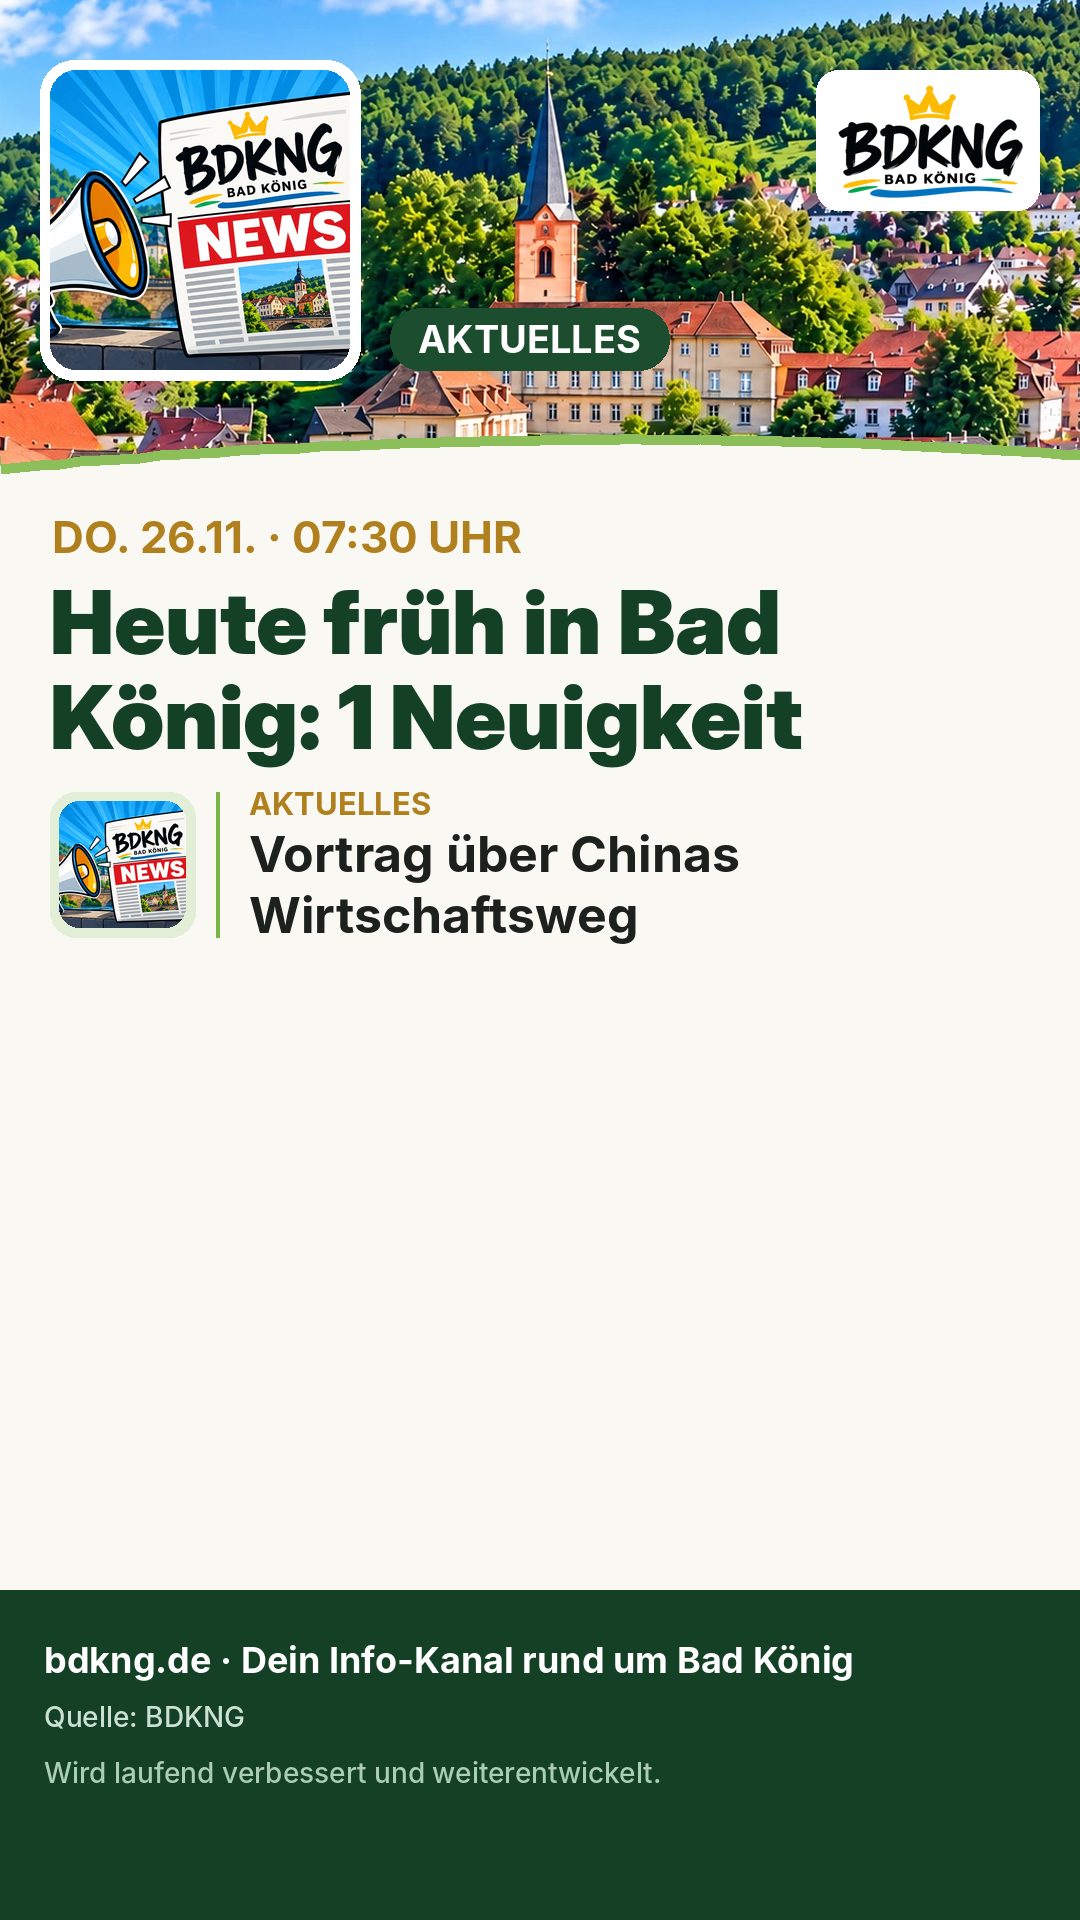 BDKNG
BAD KÖNIG
NEWS
BDKNG
BAD KÖNIG
AKTUELLES
DO. 26.11. · 07:30 UHR
Heute früh in Bad
König: 1 Neuigkeit
BDKNG
BAD KÖNIG
NEWS
AKTUELLES
Vortrag über Chinas
Wirtschaftsweg
bdkng.de · Dein Info-Kanal rund um Bad König
Quelle: BDKNG
Wird laufend verbessert und weiterentwickelt.